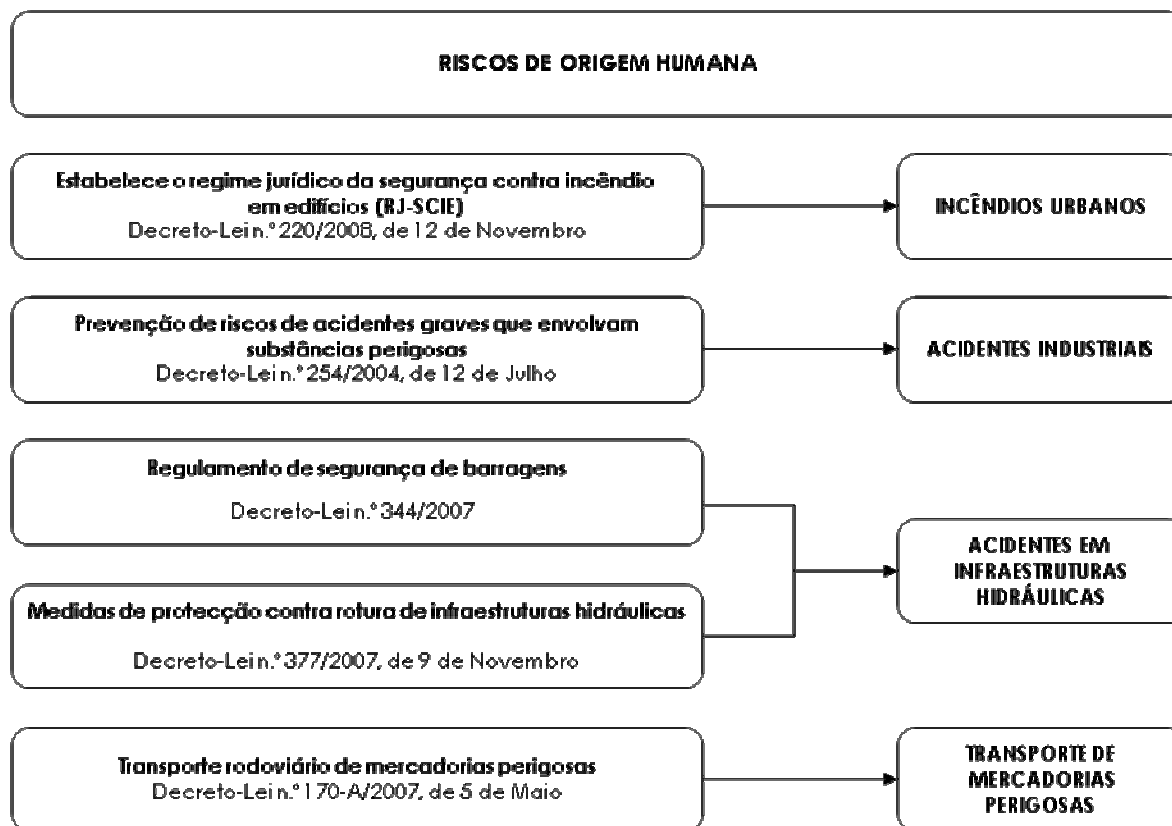 RISCOS DE ORIGEM HUMANA
Estabelece o regime jurídico da segurança contra incêndio
em edifícios (RJ-SCIE)
Decreto-Lei n.º 220/2008, de 12 de Novembro
INCÊNDIOS URBANOS
Prevenção de riscos de acidentes graves que envolvam
substâncias perigosas
Decreto-Lei n.º 254/2004, de 12 de Julho
ACIDENTES INDUSTRIAIS
Regulamento de segurança de barragens
Decreto-Lei n.º 344/2007
Medidas de protecção contra rotura de infraestruturas hidráulicas
Decreto-Lei n.º 377/2007, de 9 de Novembro
ACIDENTES EM
INFRAESTRUTURAS
HIDRÁULICAS
Transporte rodoviário de mercadorias perigosas
Decreto-Lei n.º 170-A/2007, de 5 de Maio
TRANSPORTE DE
MERCADORIAS
PERIGOSAS